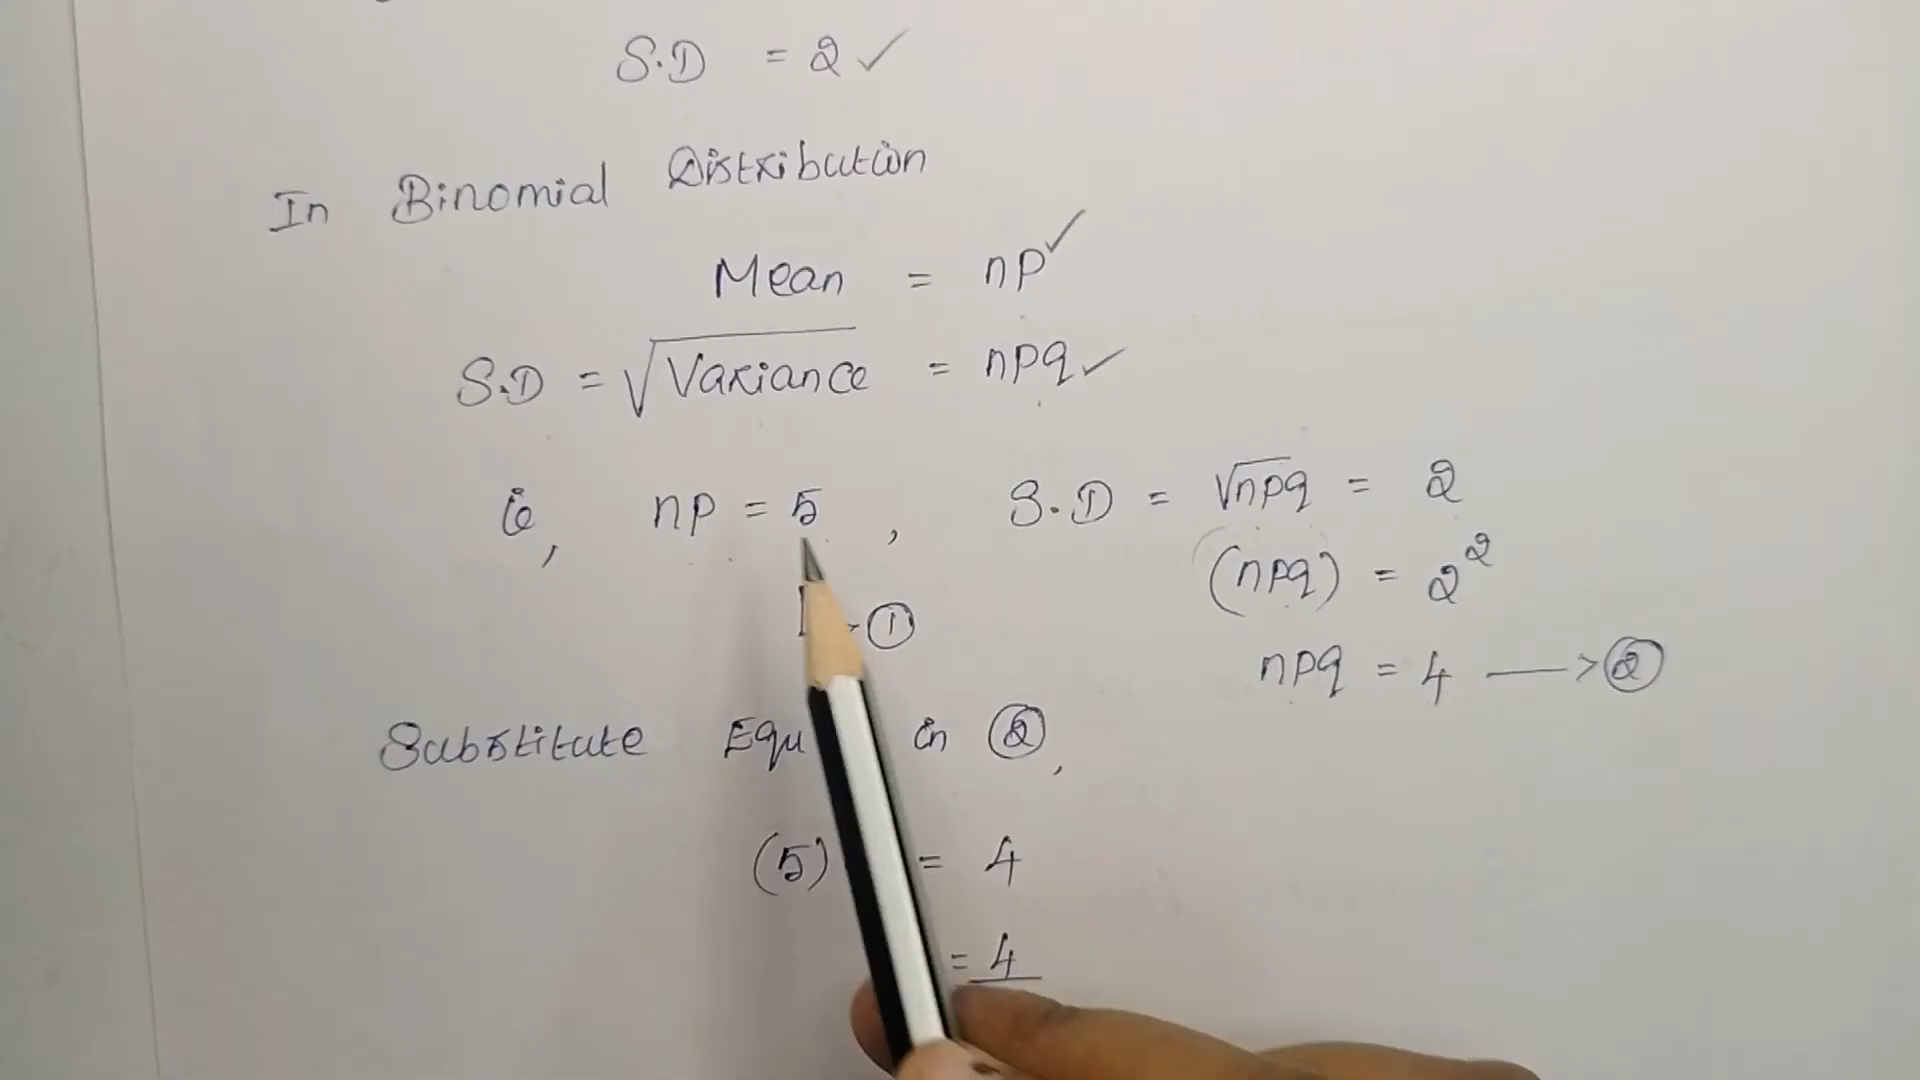 S.D = 2 ✓
In Binomial Distribution
Mean = np ✓
S.D = √Variance = npq ✓
ie, np = 5 , S.D = √npq = 2
(npq) = 2²
→ ① npq = 4 → ②
Substitute Equ in ②,
(5) = 4
= 4